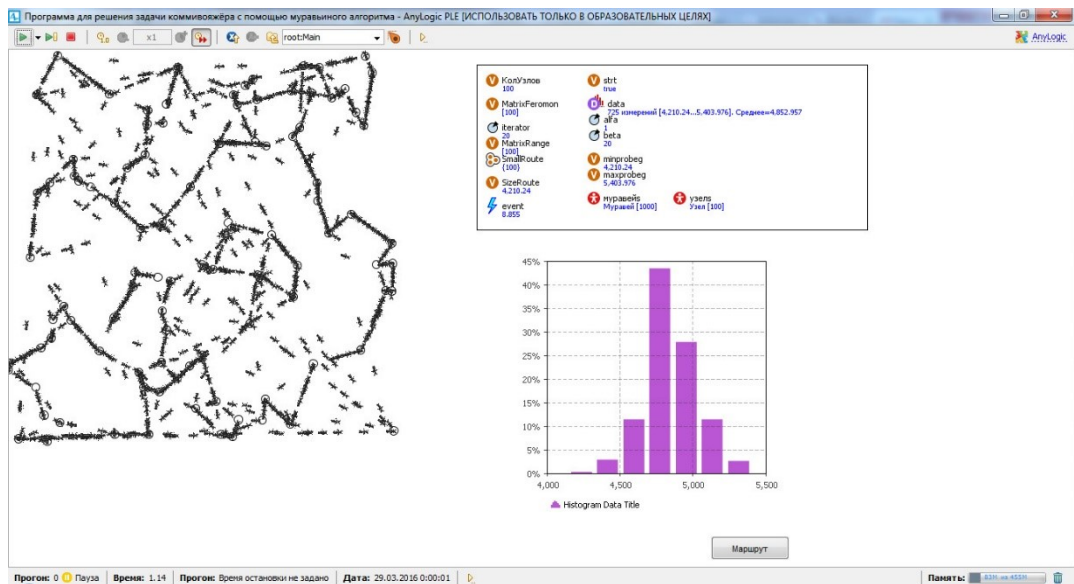 Программа для решения задачи коммивояжёра с помощью муравьиного алгоритма - AnyLogic PLE [ИСПОЛЬЗОВАТЬ ТОЛЬКО В ОБРАЗОВАТЕЛЬНЫХ ЦЕЛЯХ]
x1
root:Main
AnyLogic
КолУзлов
100
MatrixFeromon
[100]
iterator
20
MatrixRange
[100]
SmallRoute
{100}
SizeRoute
4,210.24
event
8.855
strt
true
data
725 измерений [4,210.24...5,403.976]. Среднее=4,852.957
alfa
1
beta
20
minprobeg
4,210.24
maxprobeg
5,403.976
муравейs
Муравей [1000]
узелs
Узел [100]
45%
40%
35%
30%
25%
20%
15%
10%
5%
0%
4,000
4,500
5,000
5,500
Histogram Data Title
Маршрут
Прогон: 0 Пауза
Время: 1.14
Прогон: Время остановки не задано
Дата: 29.03.2016 0:00:01
Память:
83M из 455M